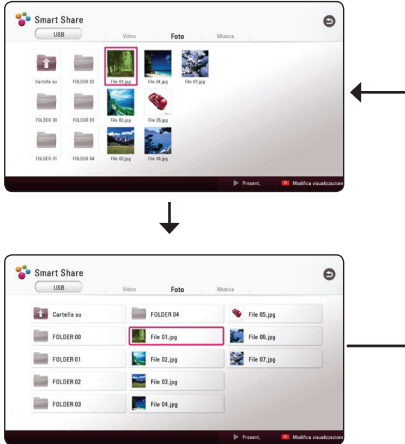 Smart Share
USB
Video Foto Musica
Cartella su FOLDER 02 File 01.jpg File 04.jpg File 07.jpg
FOLDER 00 FOLDER 03 File 02.jpg File 05.jpg
FOLDER 01 FOLDER 04 File 03.jpg File 06.jpg
Present. Modifica visualizzazione
Smart Share
USB
Video Foto Musica
Cartella su FOLDER 04 File 05.jpg
FOLDER 00 File 01.jpg File 06.jpg
FOLDER 01 File 02.jpg File 07.jpg
FOLDER 02 File 03.jpg
FOLDER 03 File 04.jpg
Present. Modifica visualizzazione